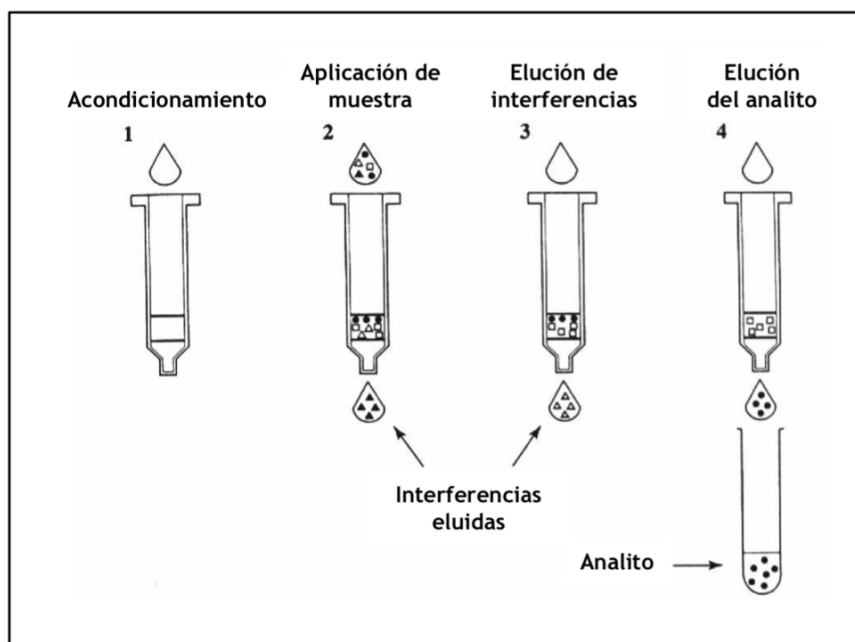 Acondicionamiento
1
Aplicación de
muestra
2
Elución de
interferencias
3
Elución
del analito
4
Interferencias
eluidas
Analito